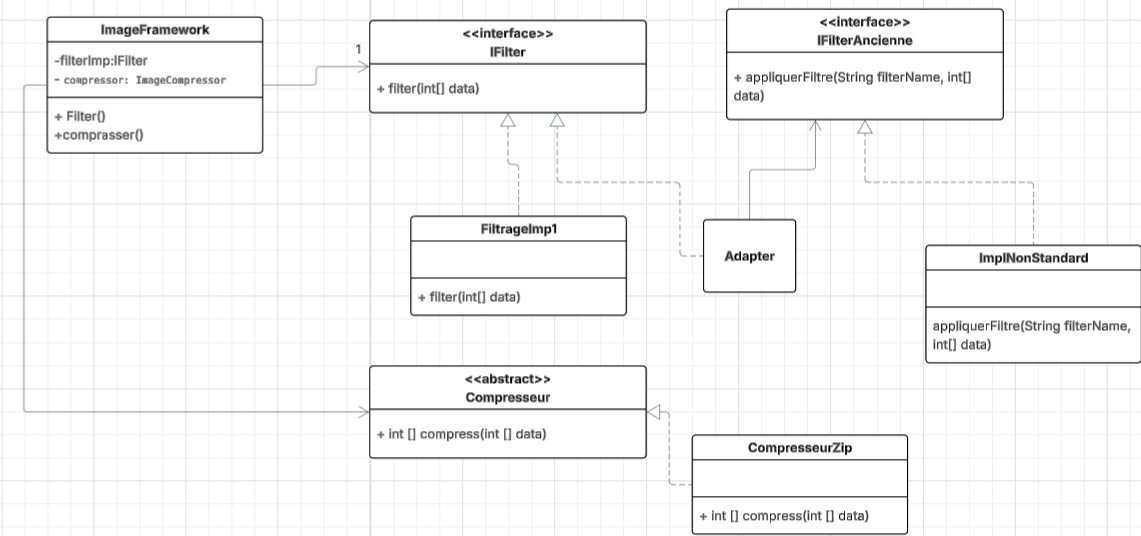 ImageFramework
-filterImp:IFilter
- compressor: ImageCompressor
+ Filter()
+comprasser()
1
<<interface>>
IFilter
+ filter(int[] data)
<<interface>>
IFilterAncienne
+ appliquerFiltre(String filterName, int[]
data)
FiltrageImp1
+ filter(int[] data)
Adapter
ImplNonStandard
appliquerFiltre(String filterName,
int[] data)
<<abstract>>
Compresseur
+ int [] compress(int [] data)
CompresseurZip
+ int [] compress(int [] data)